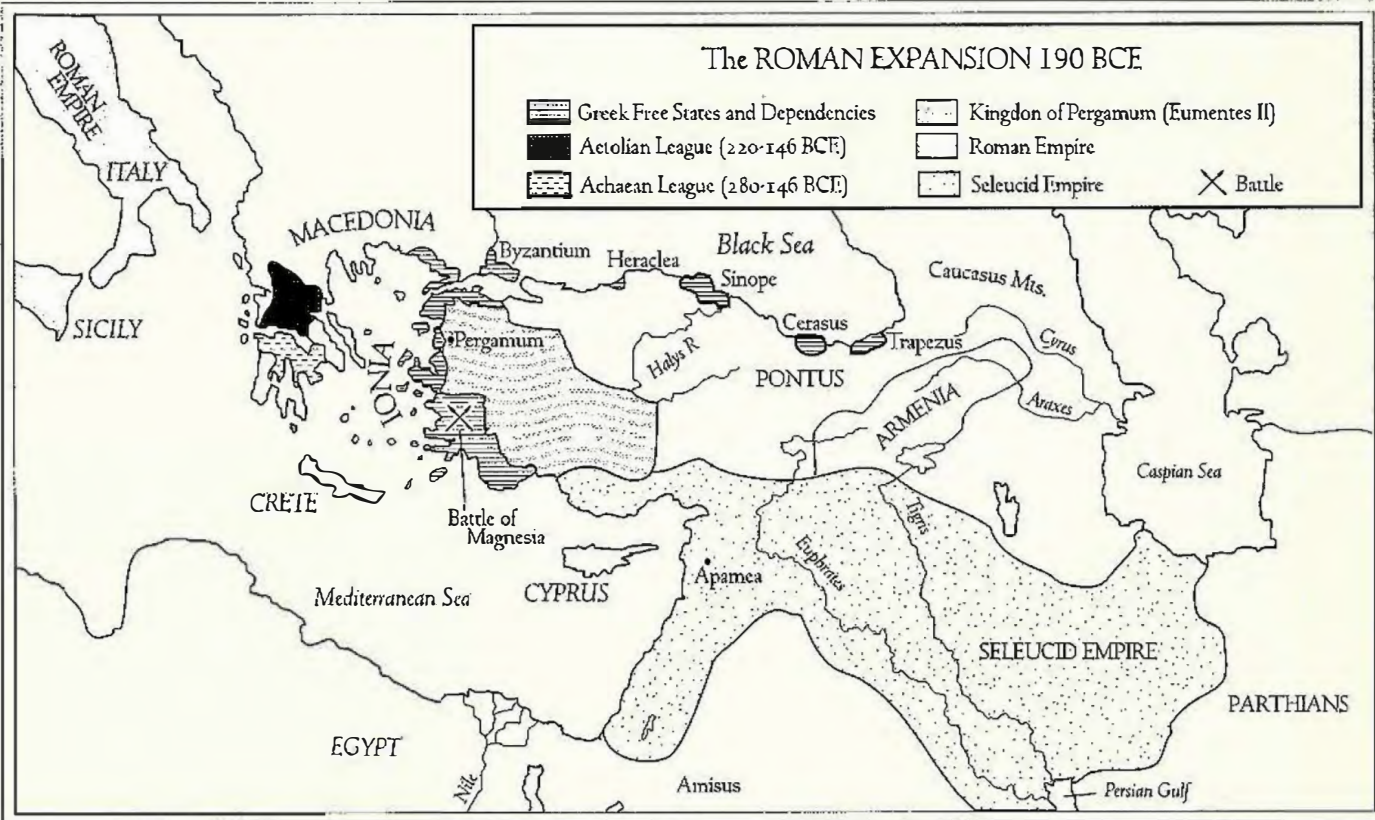 The ROMAN EXPANSION 190 BCE
Greek Free States and Dependencies
Aetolian League (220-146 BCE)
Achaean League (280-146 BCE)
Kingdon of Pergamum (Eumentes II)
Roman Empire
Seleucid Empire
Battle
ROMAN
EMPIRE
ITALY
SICILY
MACEDONIA
Byzantium
Heraclea
Black Sea
Sinope
Caucasus Mts.
Cerasus
Trapezus
Cyrus
Pergamum
Halys R
PONTUS
IONIA
ARMENIA
Araxes
Caspian Sea
CRETE
Battle of
Magnesia
Tigris
Euphrates
Apamea
CYPRUS
Mediterranean Sea
SELEUCID EMPIRE
PARTHIANS
EGYPT
Nile
Amisus
Persian Gulf